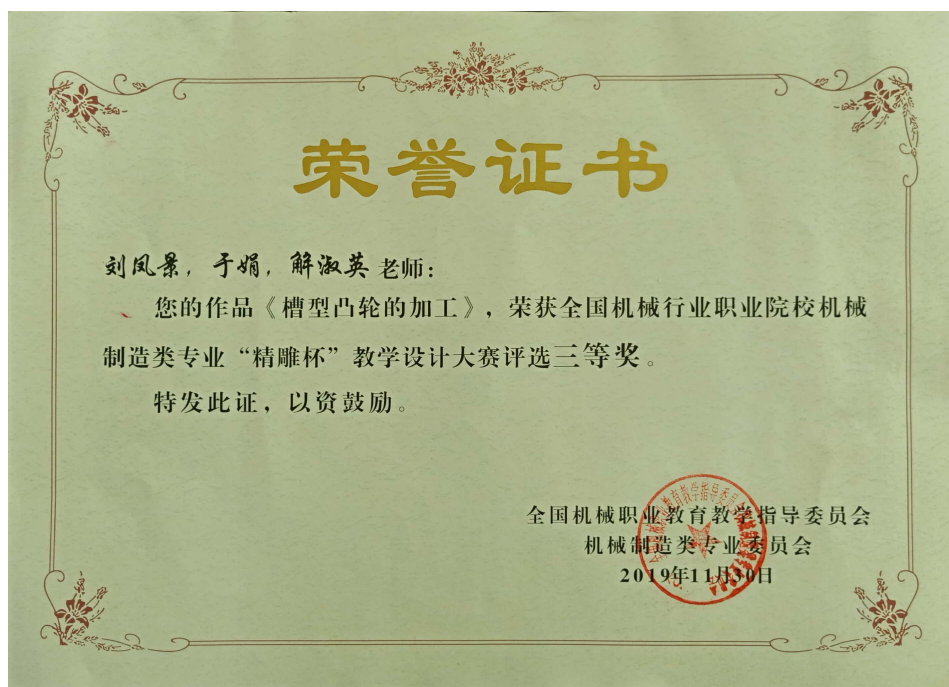 荣誉证书
刘凤景，于娟，解淑英老师：
您的作品《槽型凸轮的加工》，荣获全国机械行业职业院校机械
制造类专业“精雕杯”教学设计大赛评选三等奖。
特发此证，以资鼓励。
全国机械职业教育教学指导委员会
机械制造类专业委员会
2019年11月30日